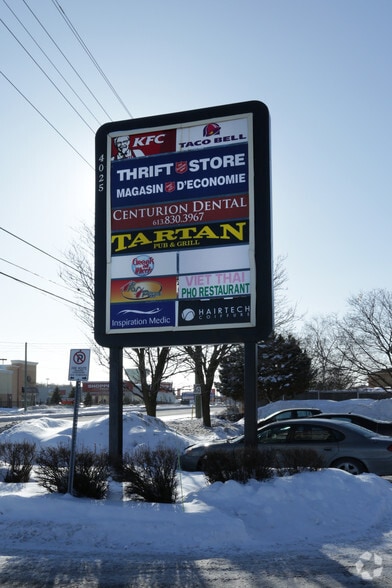 4025
KFC
TACO BELL
THRIFT STORE
MAGASIN D'ÉCONOMIE
CENTURION DENTAL
613.830.3967
TARTAN
PUB & GRILL
VIET THAI
PHO RESTAURANT
Inspiration Medic
HAIRTECH
COIFFURES